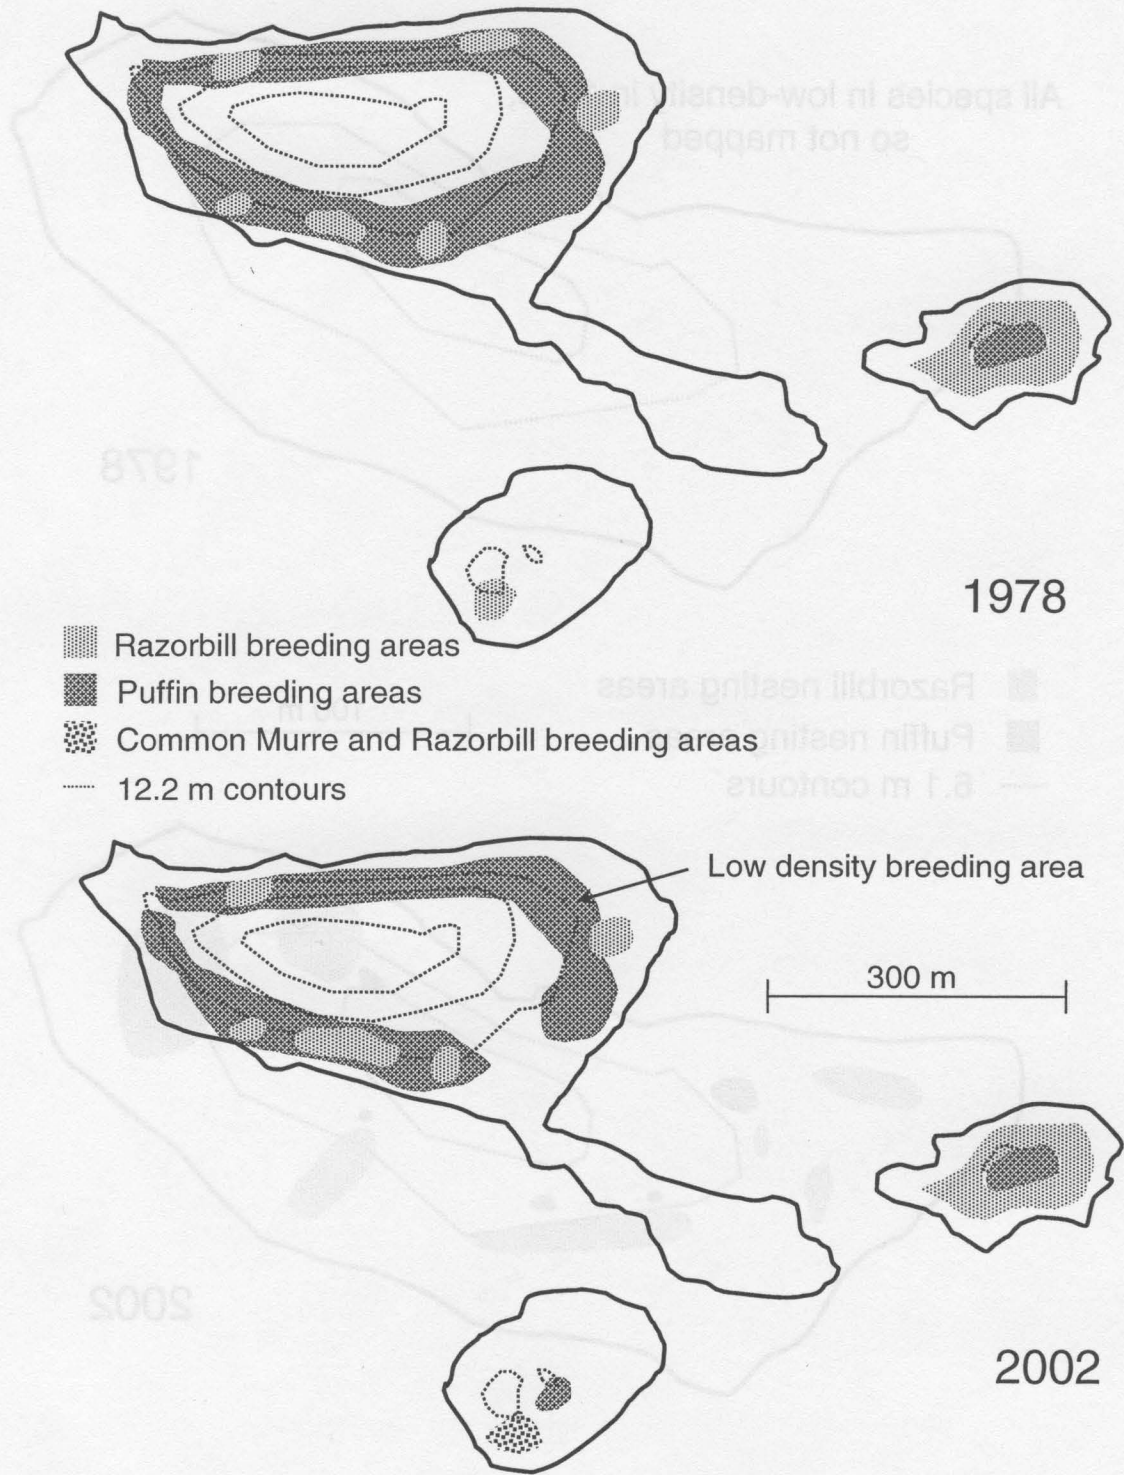 1978
Razorbill breeding areas
Puffin breeding areas
Common Murre and Razorbill breeding areas
12.2 m contours
Low density breeding area
300 m
2002